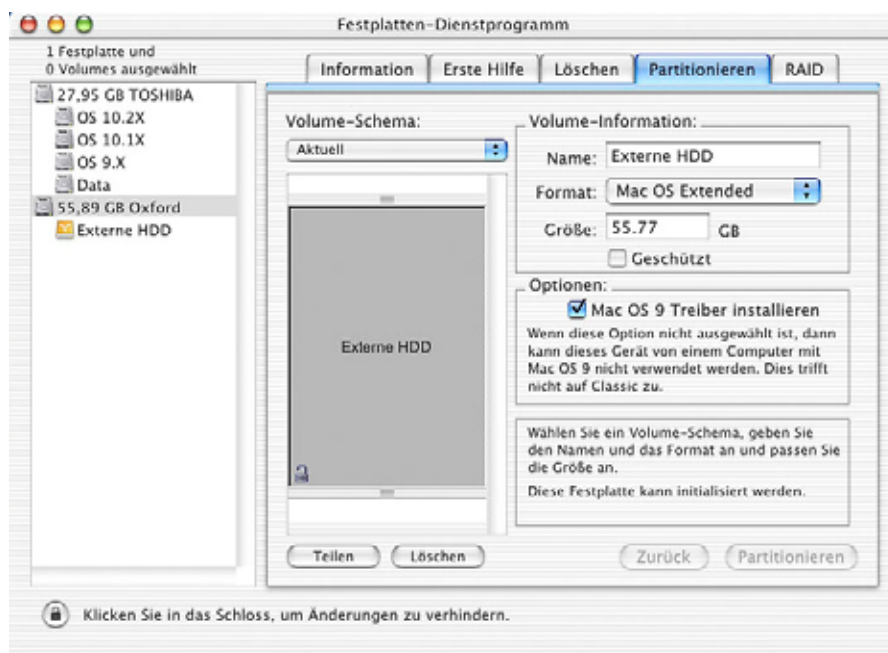 Festplatten-Dienstprogramm
1 Festplatte und
0 Volumes ausgewählt
27,95 GB TOSHIBA
OS 10.2X
OS 10.1X
OS 9.X
Data
55,89 GB Oxford
Externe HDD
Information
Erste Hilfe
Löschen
Partitionieren
RAID
Volume-Schema:
Aktuell
Externe HDD
Teilen
Löschen
Volume-Information:
Name: Externe HDD
Format: Mac OS Extended
Größe: 55.77 GB
Geschützt
Optionen:
Mac OS 9 Treiber installieren
Wenn diese Option nicht ausgewählt ist, dann
kann dieses Gerät von einem Computer mit
Mac OS 9 nicht verwendet werden. Dies trifft
nicht auf Classic zu.
Wählen Sie ein Volume-Schema, geben Sie
den Namen und das Format an und passen Sie
die Größe an.
Diese Festplatte kann initialisiert werden.
Zurück
Partitionieren
Klicken Sie in das Schloss, um Änderungen zu verhindern.